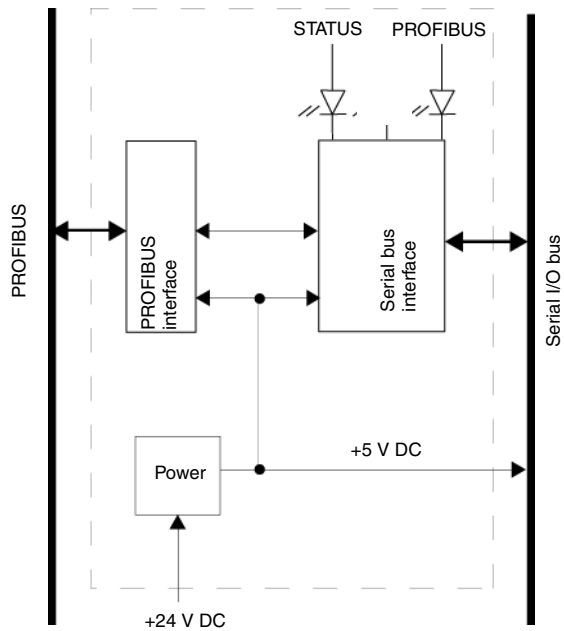 STATUS
PROFIBUS
PROFIBUS
PROFIBUS
interface
Serial bus
interface
Serial I/O bus
+5 V DC
Power
+24 V DC